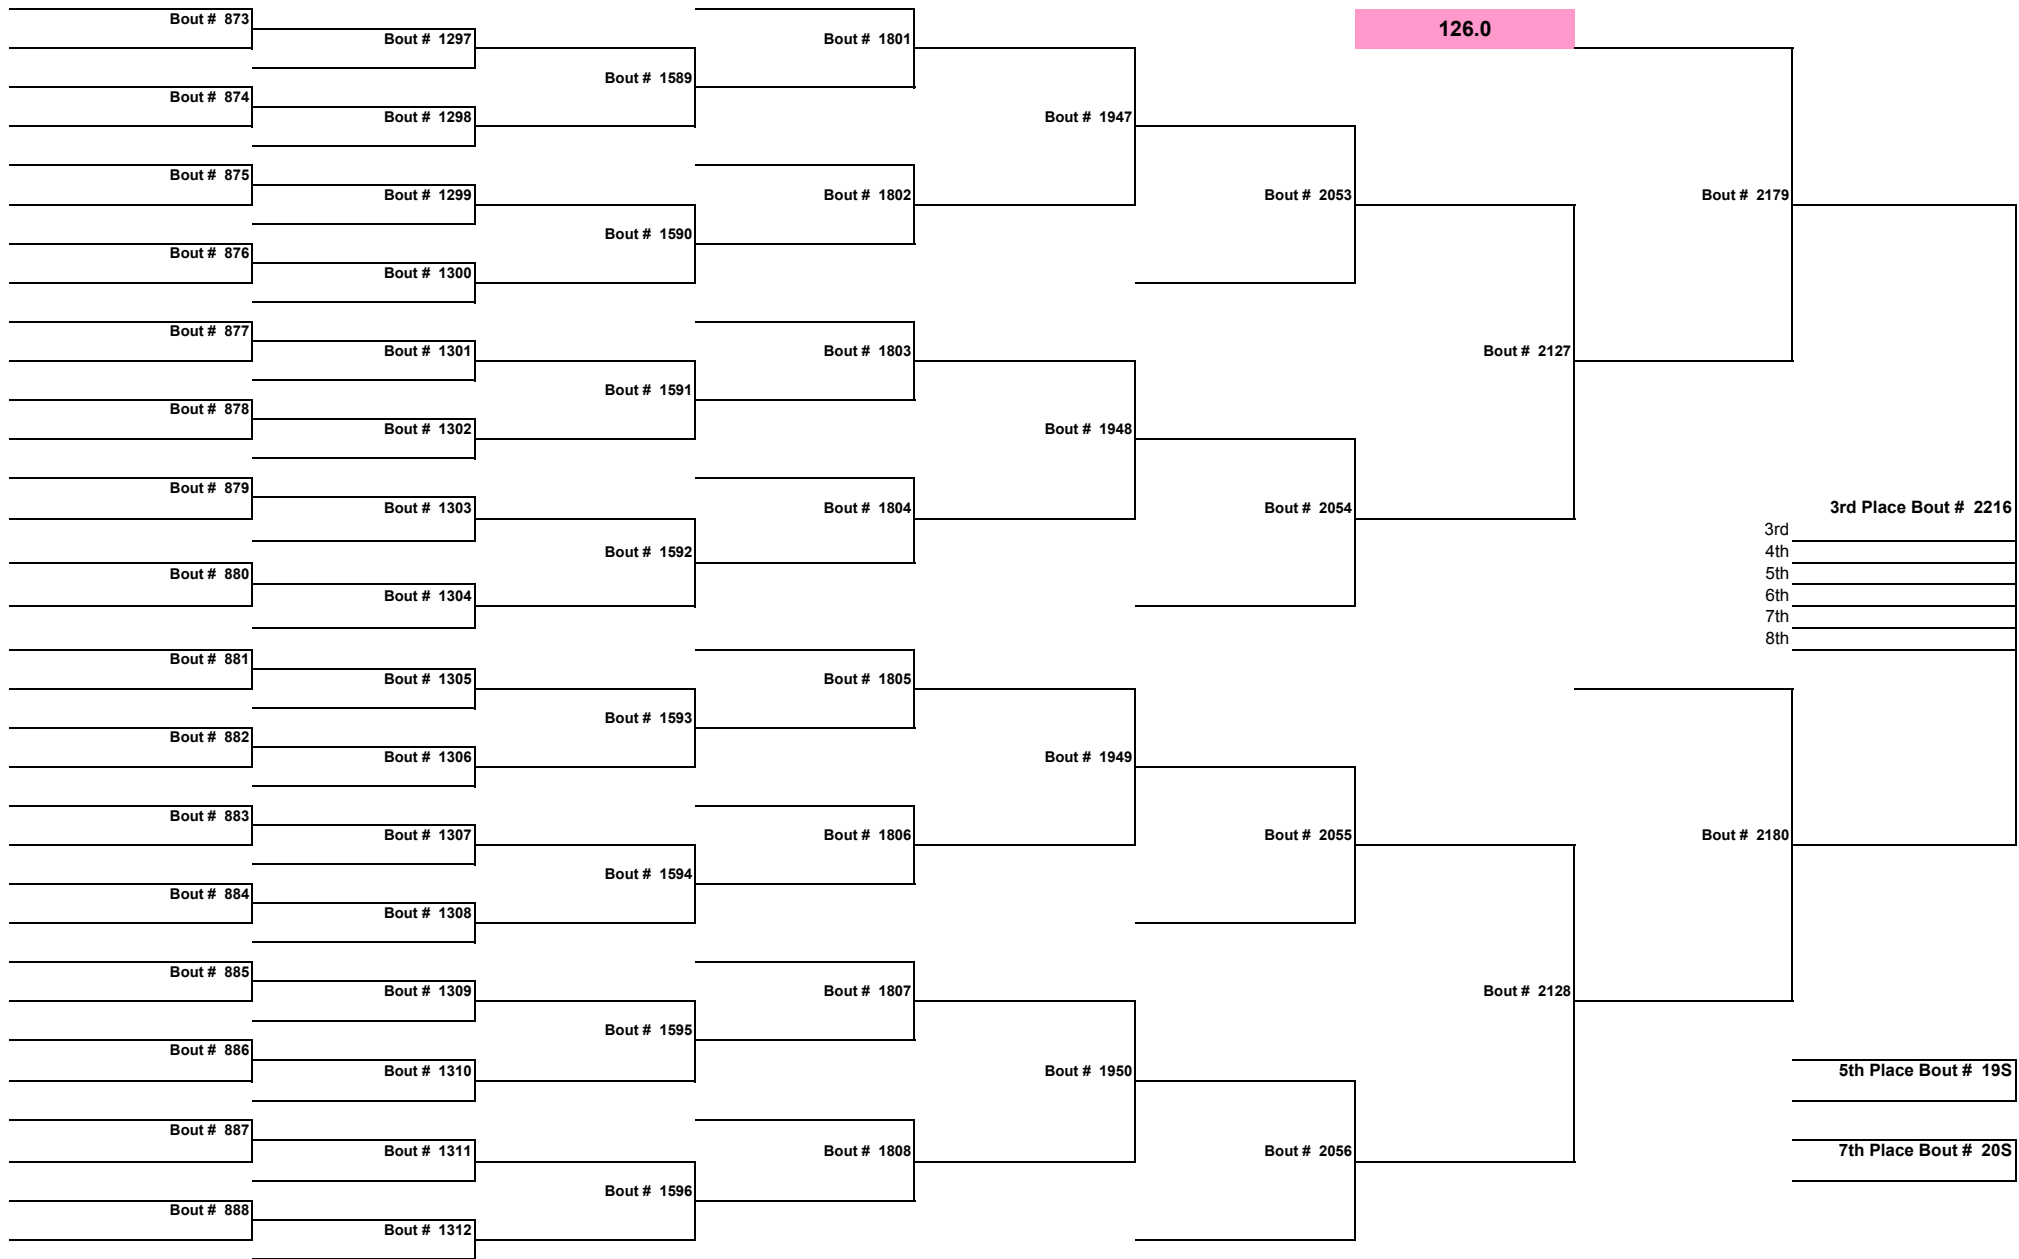 Bout # 873
Bout # 1297
Bout # 1801
126.0
Bout # 1589
Bout # 874
Bout # 1298
Bout # 1947
Bout # 875
Bout # 1299
Bout # 1802
Bout # 2053
Bout # 2179
Bout # 1590
Bout # 876
Bout # 1300
Bout # 877
Bout # 1301
Bout # 1803
Bout # 2127
Bout # 1591
Bout # 878
Bout # 1302
Bout # 1948
Bout # 879
Bout # 1303
Bout # 1804
Bout # 2054
3rd Place Bout # 2216
3rd
4th
Bout # 1592
5th
Bout # 880
6th
Bout # 1304
7th
8th
Bout # 881
Bout # 1305
Bout # 1805
Bout # 1593
Bout # 882
Bout # 1306
Bout # 1949
Bout # 883
Bout # 1307
Bout # 1806
Bout # 2055
Bout # 2180
Bout # 1594
Bout # 884
Bout # 1308
Bout # 885
Bout # 1309
Bout # 1807
Bout # 2128
Bout # 1595
Bout # 886
Bout # 1310
Bout # 1950
5th Place Bout # 19S
Bout # 887
Bout # 1311
Bout # 1808
Bout # 2056
7th Place Bout # 20S
Bout # 1596
Bout # 888
Bout # 1312